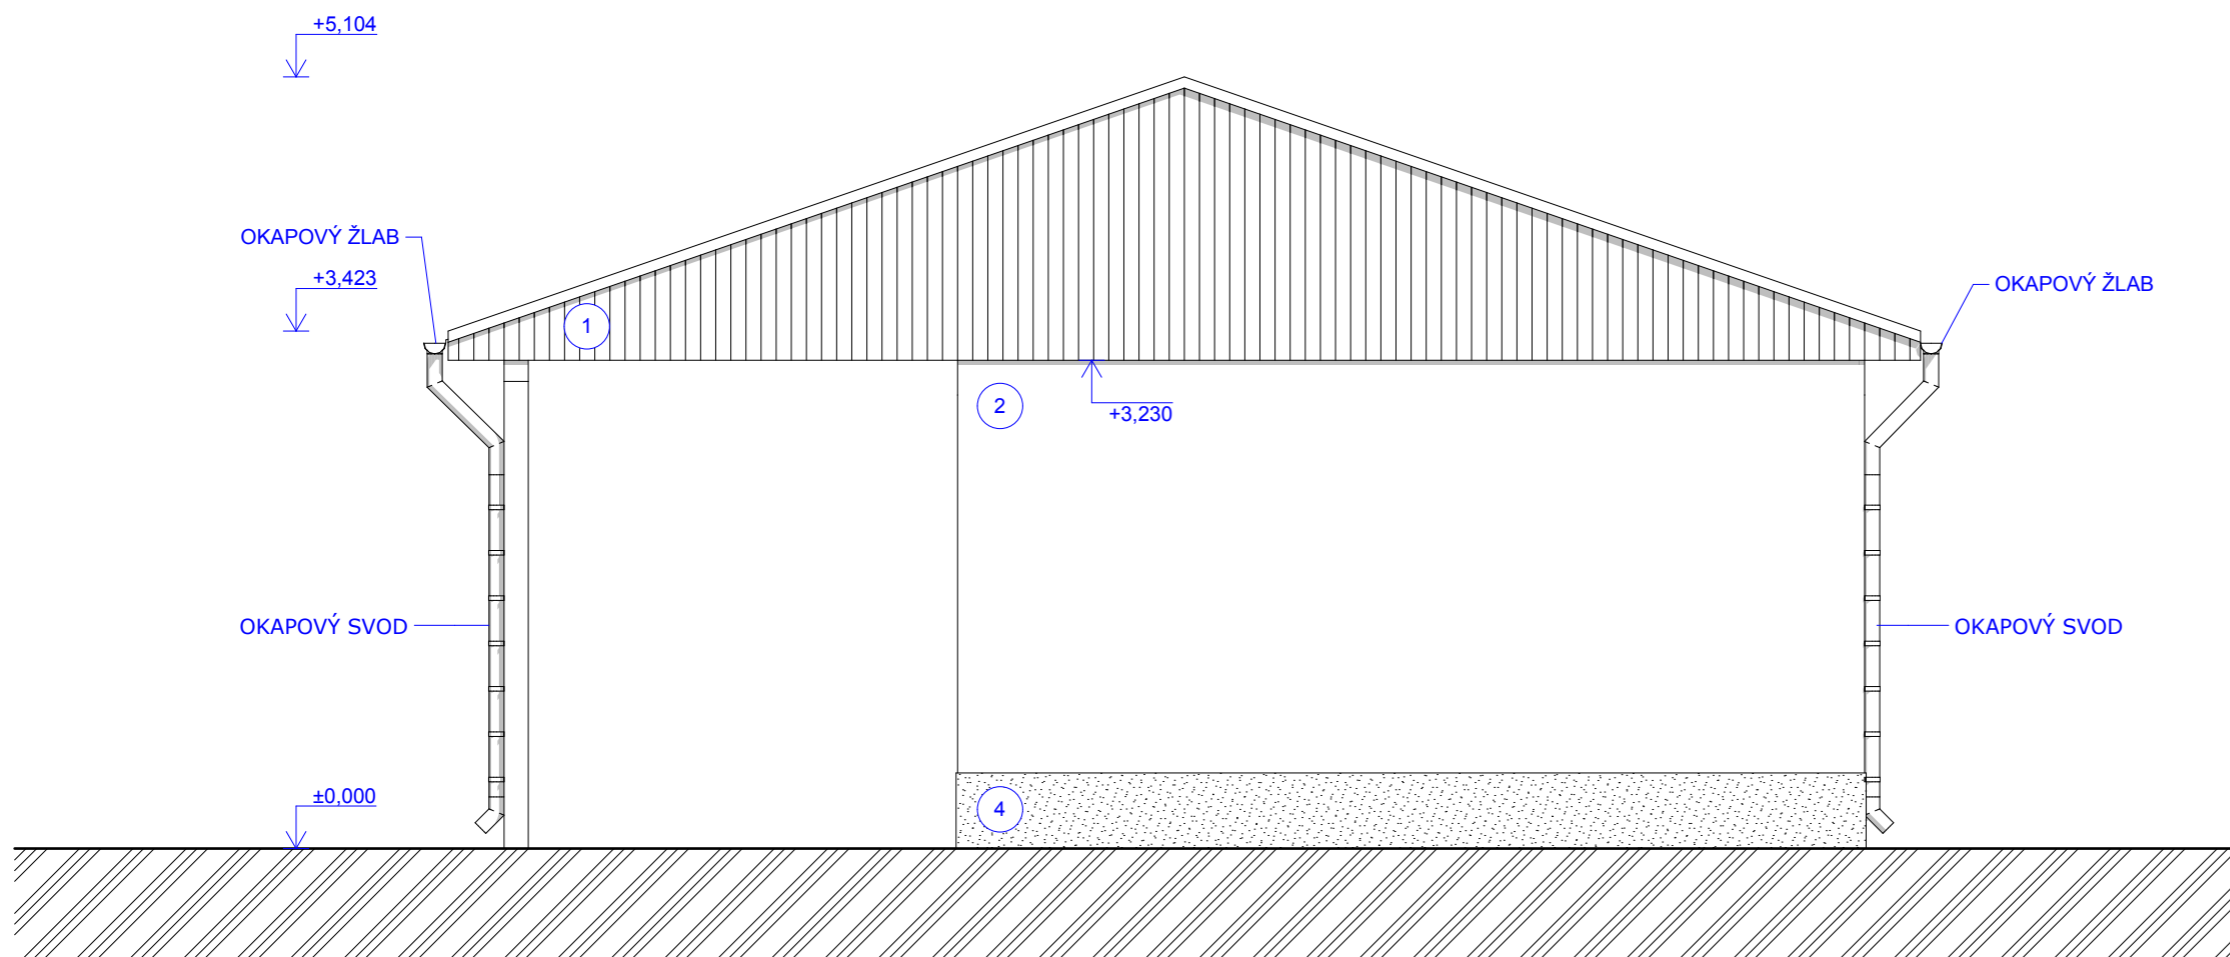 +5,104
OKAPOVÝ ŽLAB
+3,423
OKAPOVÝ ŽLAB
1
2
+3,230
OKAPOVÝ SVOD
OKAPOVÝ SVOD
±0,000
4